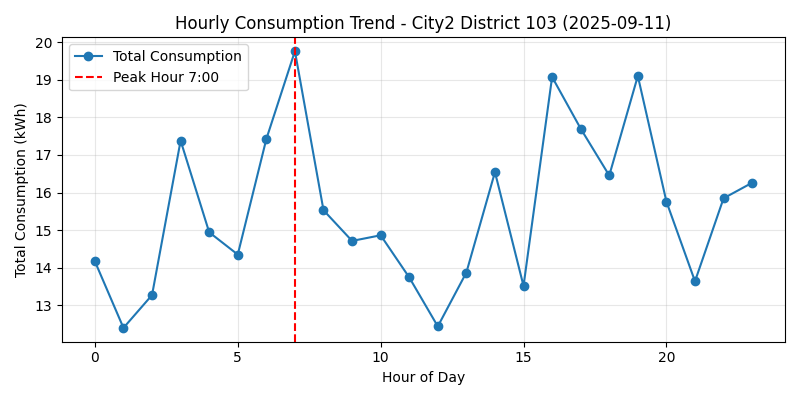 Hourly Consumption Trend - City2 District 103 (2025-09-11)
Total Consumption (kWh)
20
19
18
17
16
15
14
13
Total Consumption
Peak Hour 7:00
0 5 10 15 20
Hour of Day